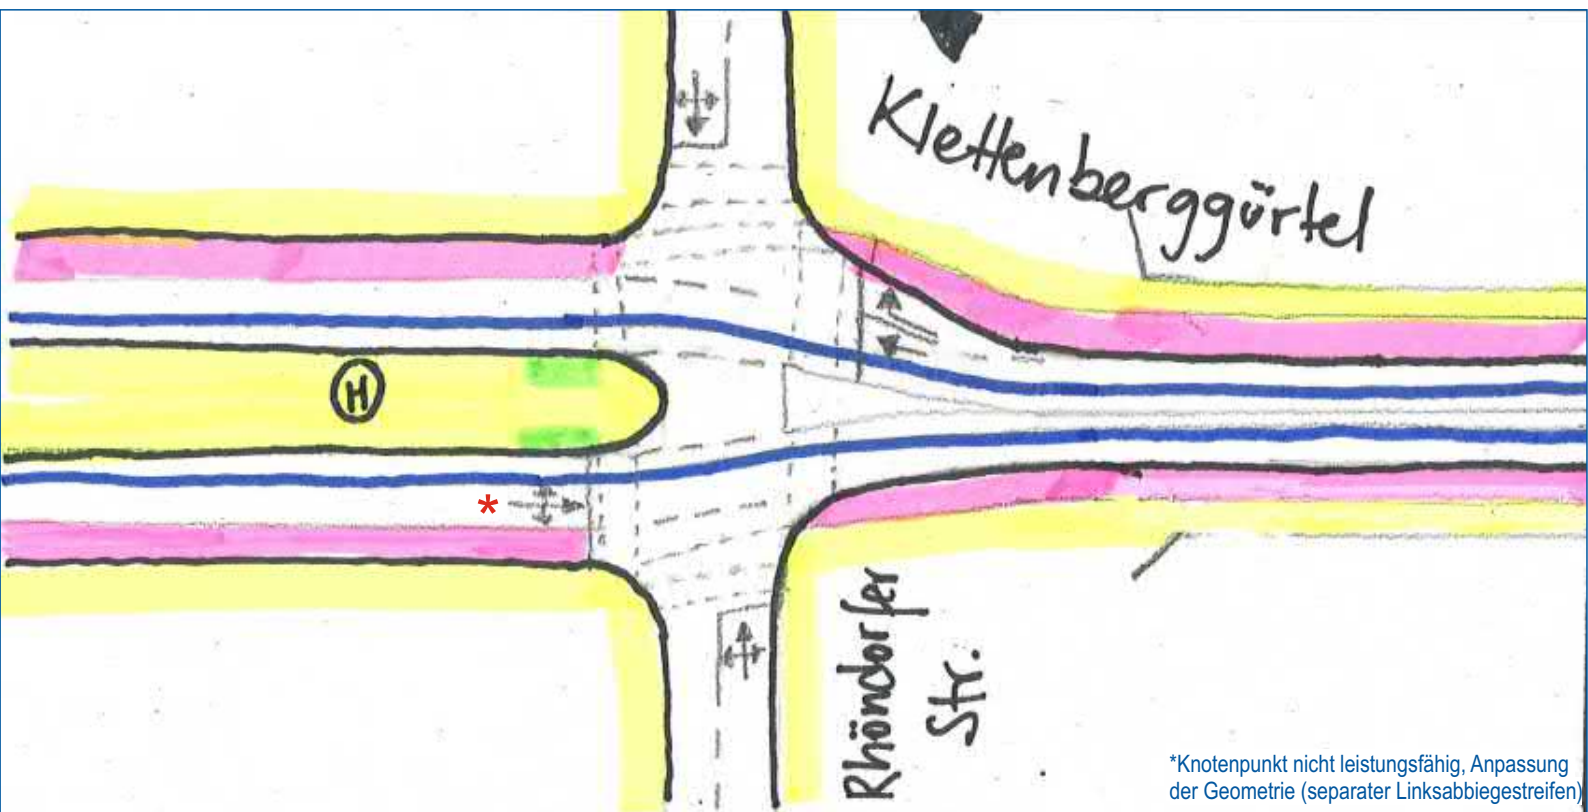 Klettenberggürtel
H
*
Rhöndorfer
Str.
*Knotenpunkt nicht leistungsfähig, Anpassung
der Geometrie (separater Linksabbiegestreifen)